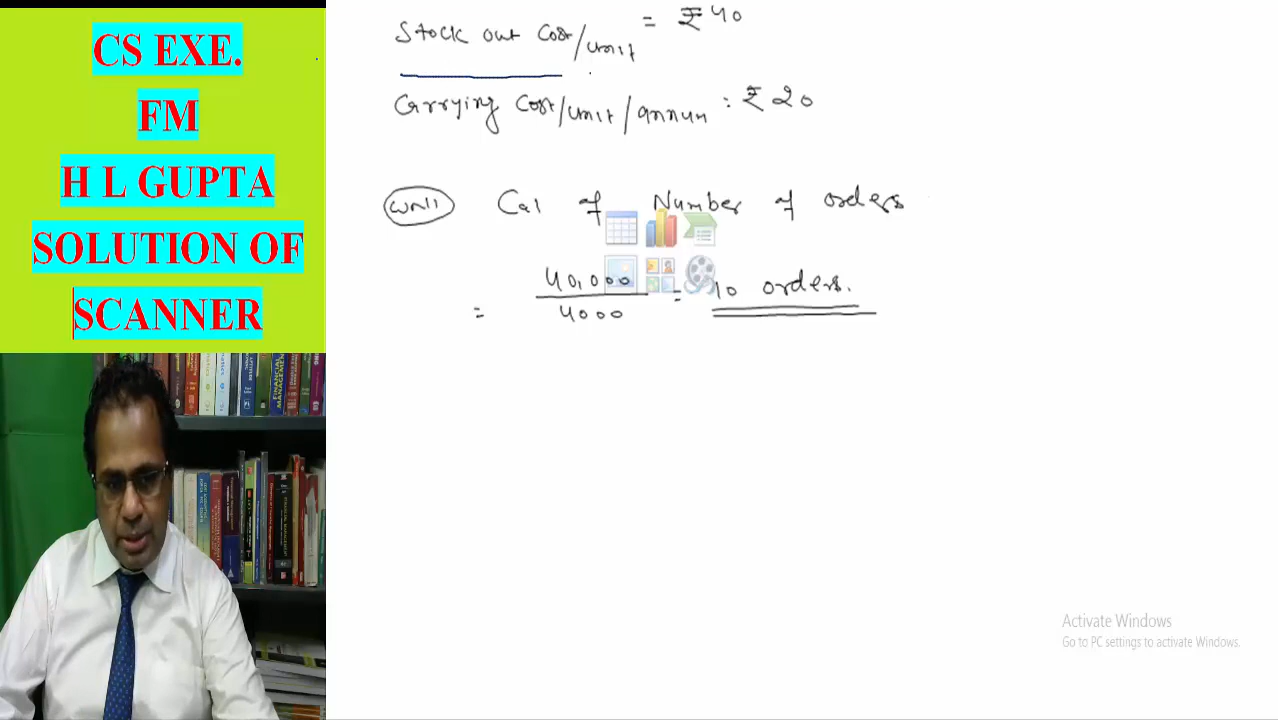 CS EXE.
FM
H L GUPTA
SOLUTION OF
SCANNER
Stock out Cost/unit = ₹40
Carrying Cost/unit/annum : ₹20
WN1 Cal of Number of orders
= 40,000 / 4000 = 10 orders.
Activate Windows
Go to PC settings to activate Windows.